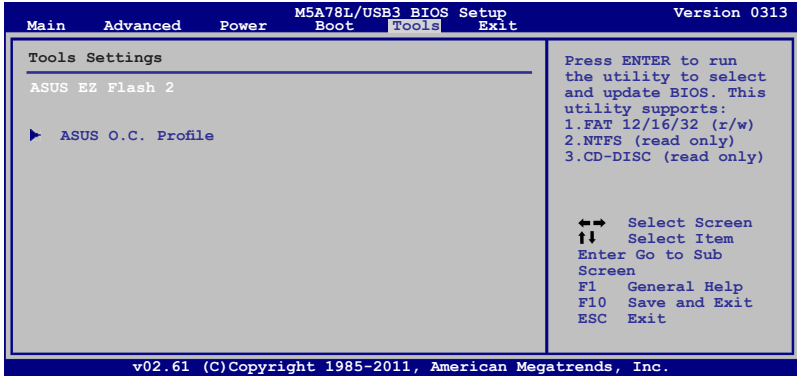 M5A78L/USB3 BIOS Setup Version 0313
Main Advanced Power Boot Tools Exit
Tools Settings
ASUS EZ Flash 2
ASUS O.C. Profile
Press ENTER to run
the utility to select
and update BIOS. This
utility supports:
1.FAT 12/16/32 (r/w)
2.NTFS (read only)
3.CD-DISC (read only)
←→ Select Screen
↑↓ Select Item
Enter Go to Sub
Screen
F1 General Help
F10 Save and Exit
ESC Exit
v02.61 (C)Copyright 1985-2011, American Megatrends, Inc.